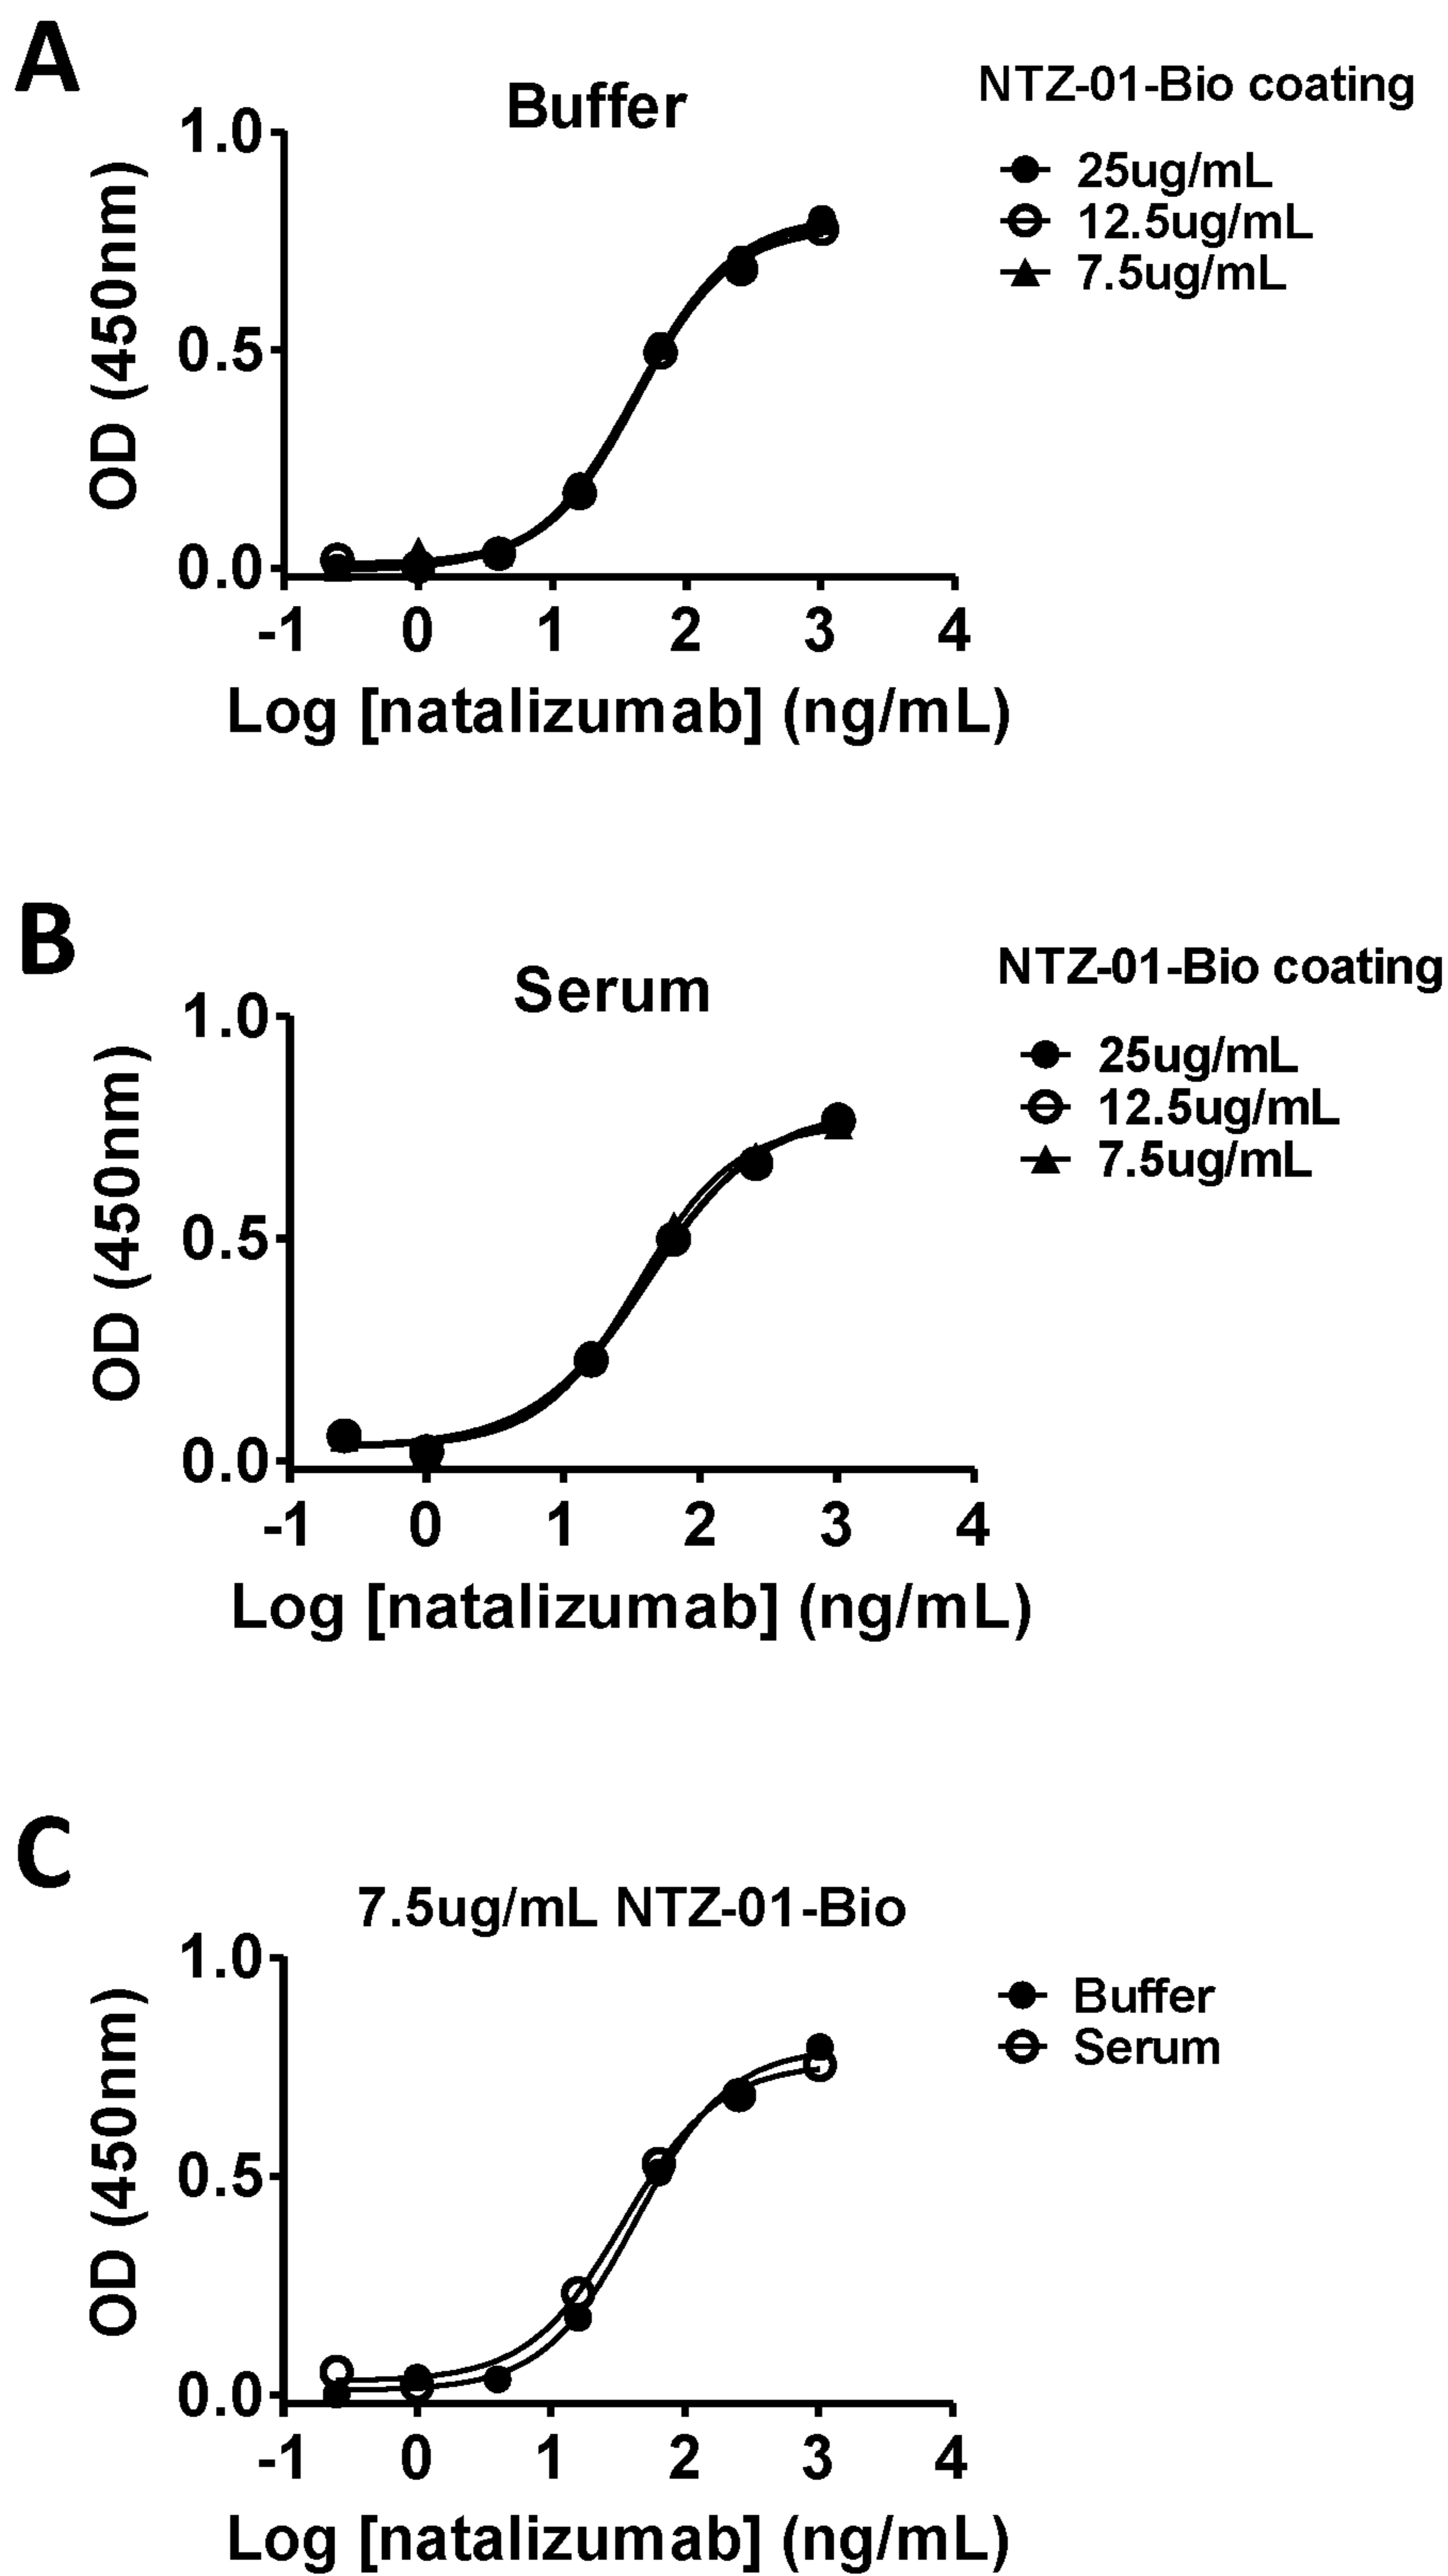 A
Buffer
NTZ-01-Bio coating
25ug/mL
12.5ug/mL
7.5ug/mL
OD (450nm)
1.0
0.5
0.0
-1 0 1 2 3 4
Log [natalizumab] (ng/mL)
B
Serum
NTZ-01-Bio coating
25ug/mL
12.5ug/mL
7.5ug/mL
OD (450nm)
1.0
0.5
0.0
-1 0 1 2 3 4
Log [natalizumab] (ng/mL)
C
7.5ug/mL NTZ-01-Bio
Buffer
Serum
OD (450nm)
1.0
0.5
0.0
-1 0 1 2 3 4
Log [natalizumab] (ng/mL)